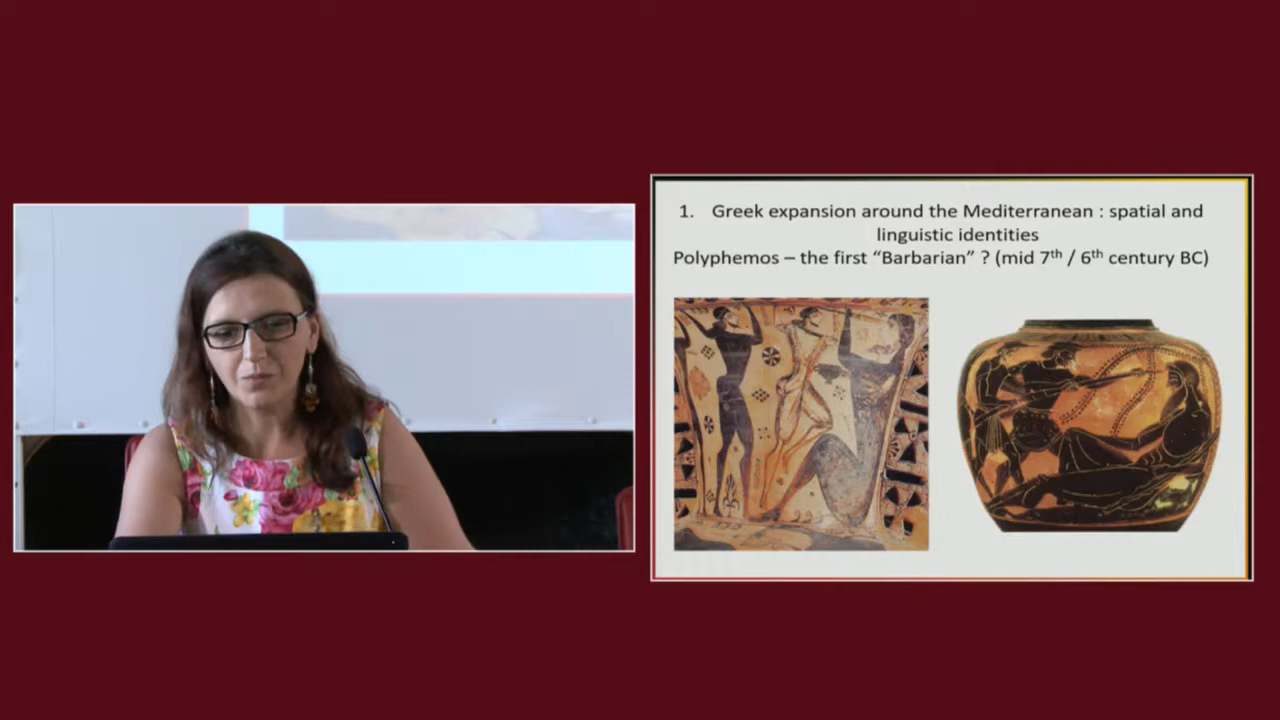 1. Greek expansion around the Mediterranean : spatial and
linguistic identities
Polyphemos – the first “Barbarian” ? (mid 7th / 6th century BC)